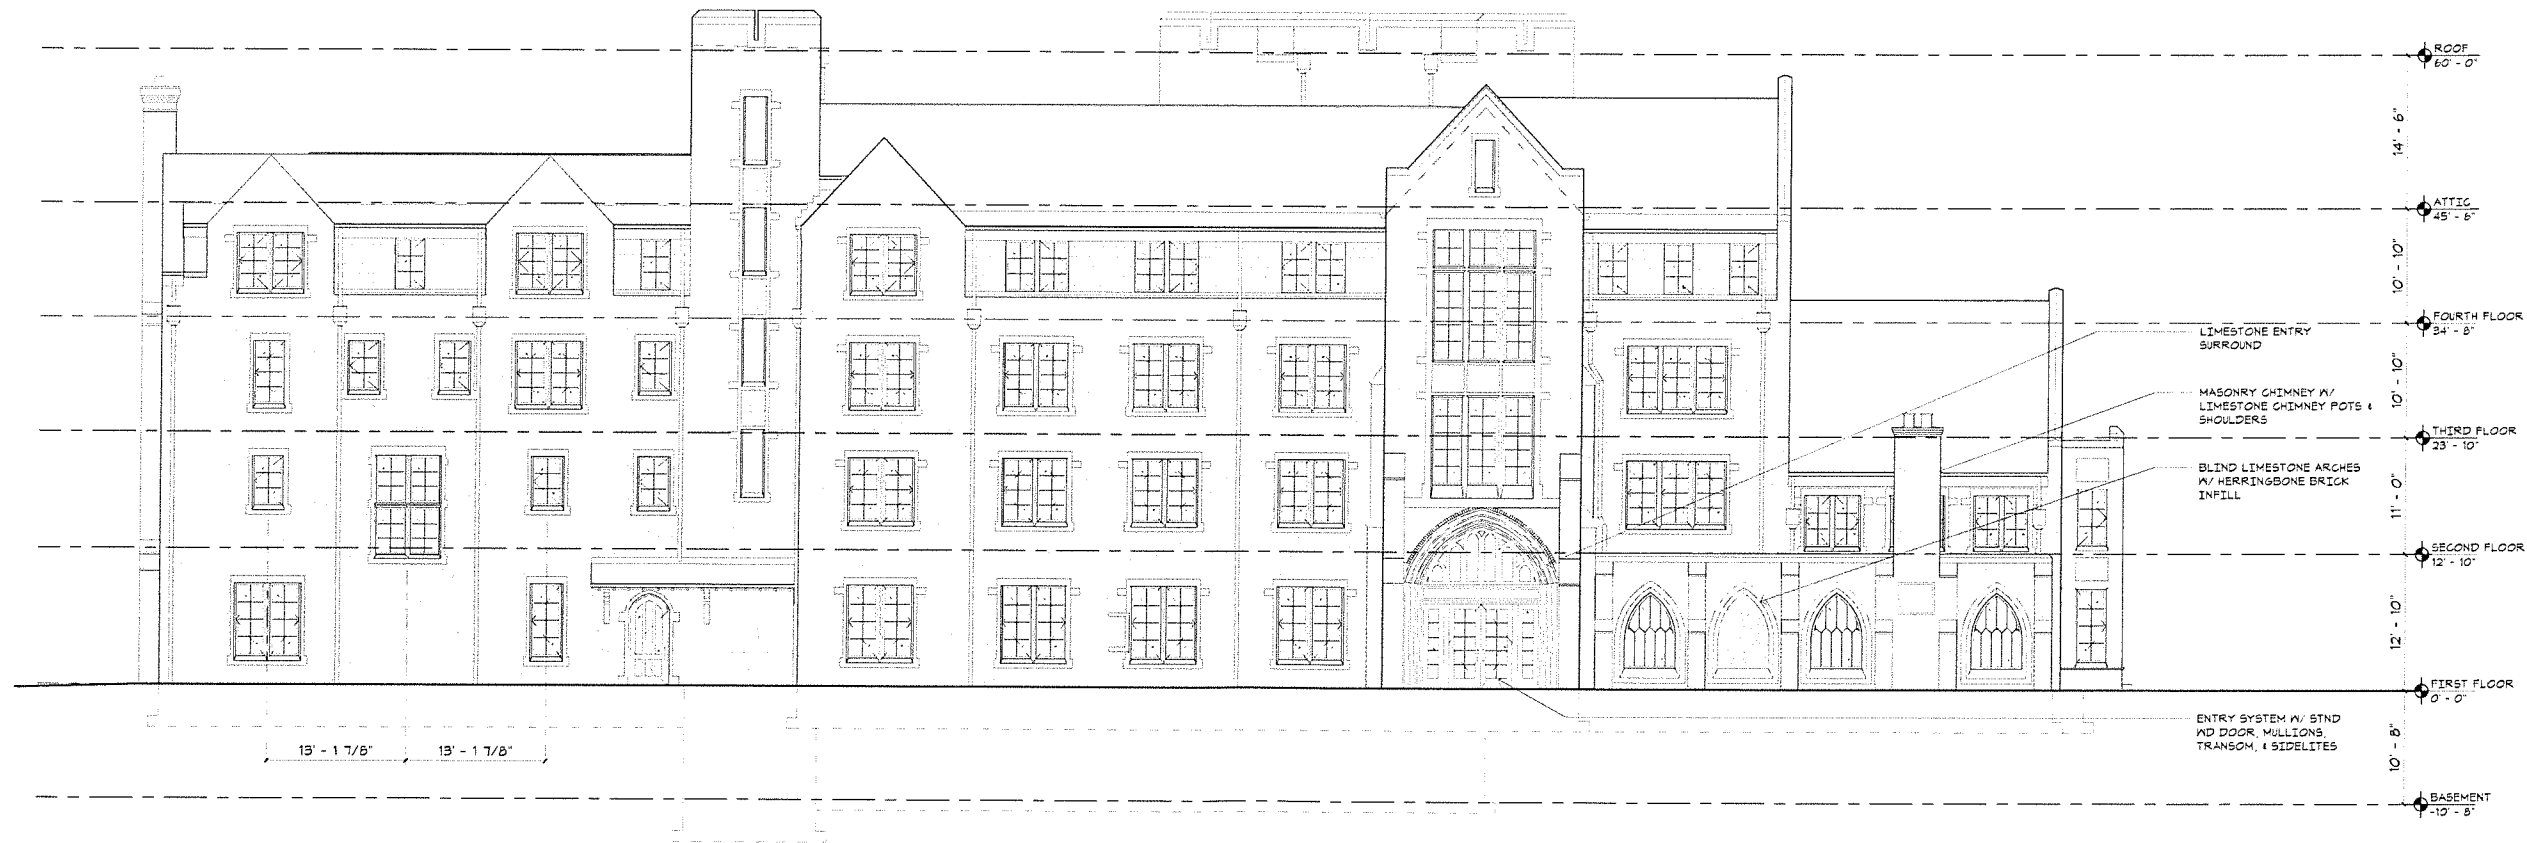 ROOF
60' - 0"
14' - 6"
ATTIC
45' - 6"
10' - 10"
FOURTH FLOOR
34' - 8"
LIMESTONE ENTRY
SURROUND
10' - 10"
MASONRY CHIMNEY W/
LIMESTONE CHIMNEY POTS &
SHOULDERS
THIRD FLOOR
23' - 10"
BLIND LIMESTONE ARCHES
W/ HERRINGBONE BRICK
INFILL
11' - 0"
SECOND FLOOR
12' - 10"
12' - 10"
FIRST FLOOR
0' - 0"
ENTRY SYSTEM W/ STND
WD DOOR, MULLIONS,
TRANSOM, & SIDELITES
13' - 1 7/8"
13' - 1 7/8"
10' - 8"
BASEMENT
-10' - 8"